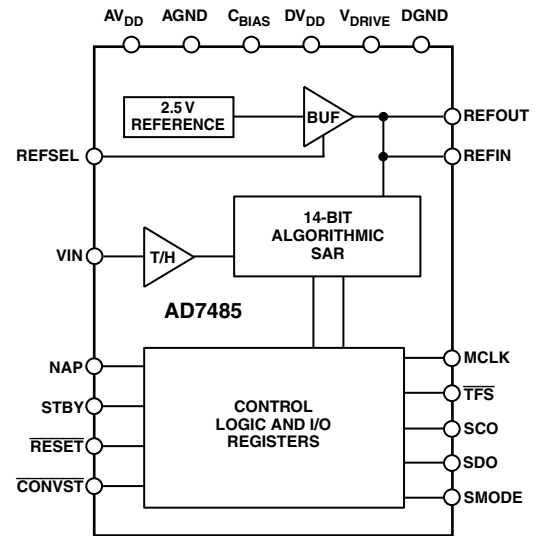 AVDD AGND CBIAS DVDD VDRIVE DGND
2.5 V
REFERENCE
BUF
REFOUT
REFSEL
REFIN
14-BIT
ALGORITHMIC
SAR
VIN
T/H
AD7485
NAP
STBY
RESET
CONVST
CONTROL
LOGIC AND I/O
REGISTERS
MCLK
TFS
SCO
SDO
SMODE